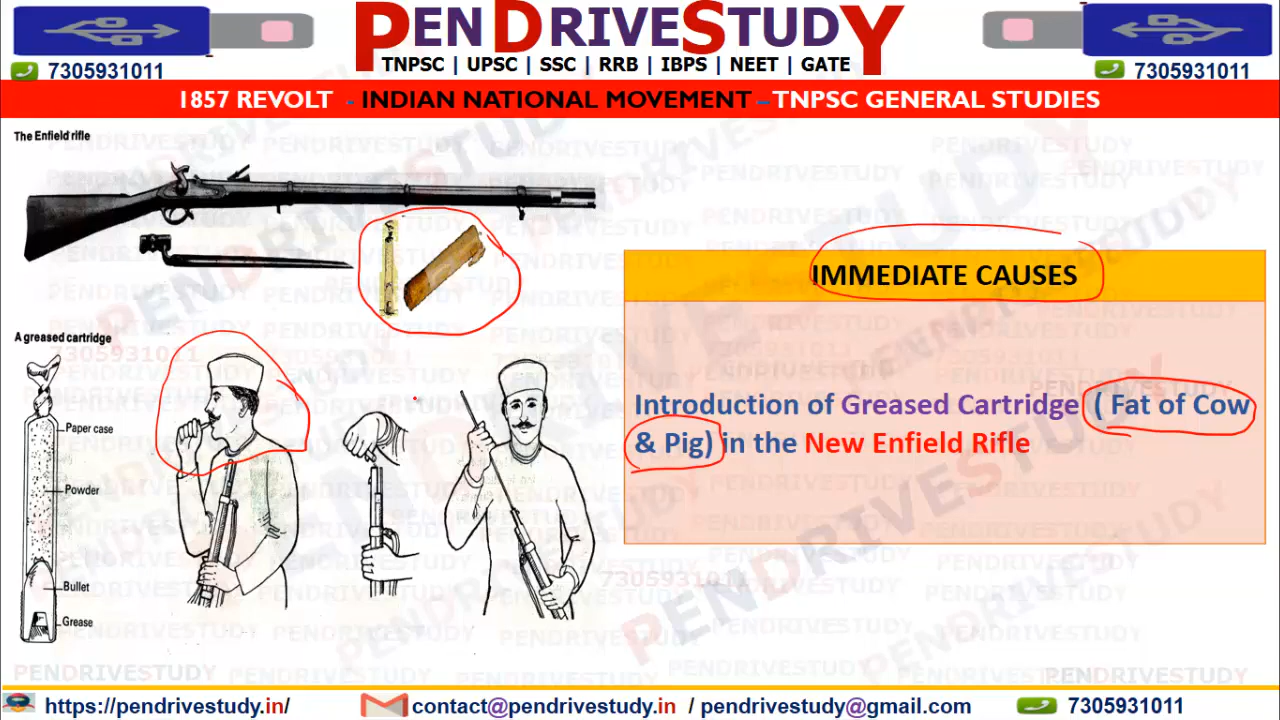 PENDRIVESTUDY
TNPSC | UPSC | SSC | RRB | IBPS | NEET | GATE
7305931011
7305931011
1857 REVOLT - INDIAN NATIONAL MOVEMENT – TNPSC GENERAL STUDIES
The Enfield rifle
A greased cartridge
Paper case
Powder
Bullet
Grease
IMMEDIATE CAUSES
Introduction of Greased Cartridge ( Fat of Cow
& Pig) in the New Enfield Rifle
PENDRIVESTUDY
7305931011
https://pendrivestudy.in/
contact@pendrivestudy.in / pendrivestudy@gmail.com
7305931011